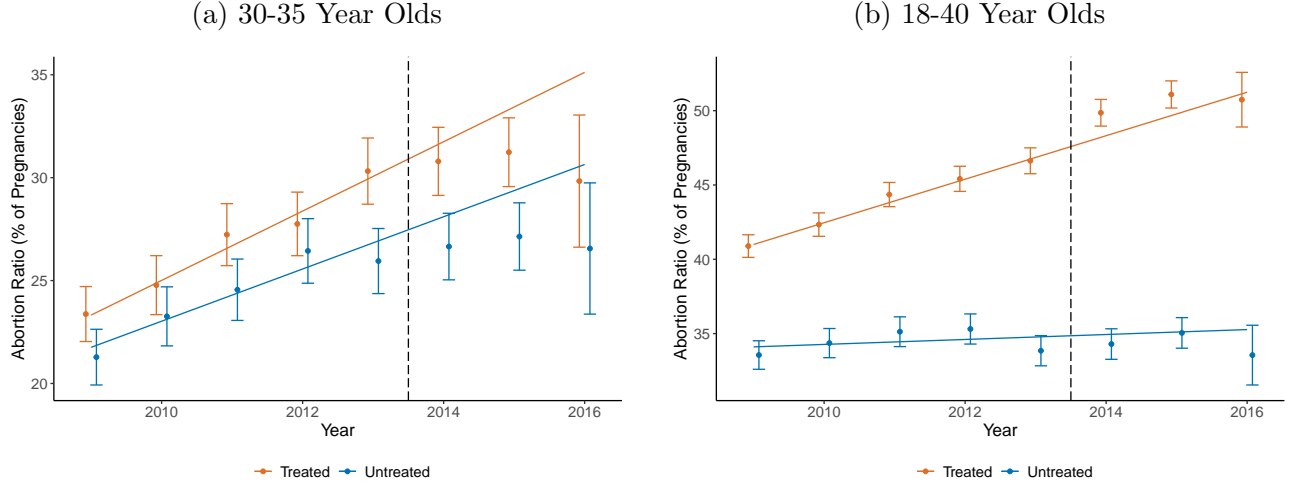 (a) 30-35 Year Olds
Abortion Ratio (% of Pregnancies)
35
30
25
20
2010
2012
2014
2016
Year
Treated
Untreated
(b) 18-40 Year Olds
Abortion Ratio (% of Pregnancies)
50
45
40
35
2010
2012
2014
2016
Year
Treated
Untreated